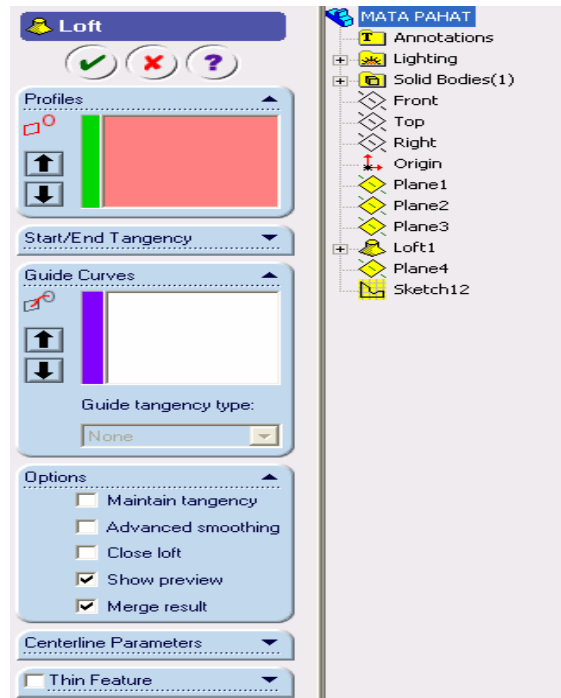 Loft
?
Profiles
Start/End Tangency
Guide Curves
Guide tangency type:
None
Options
Maintain tangency
Advanced smoothing
Close loft
Show preview
Merge result
Centerline Parameters
Thin Feature
MATA PAHAT
Annotations
Lighting
Solid Bodies(1)
Front
Top
Right
Origin
Plane1
Plane2
Plane3
Loft1
Plane4
Sketch12